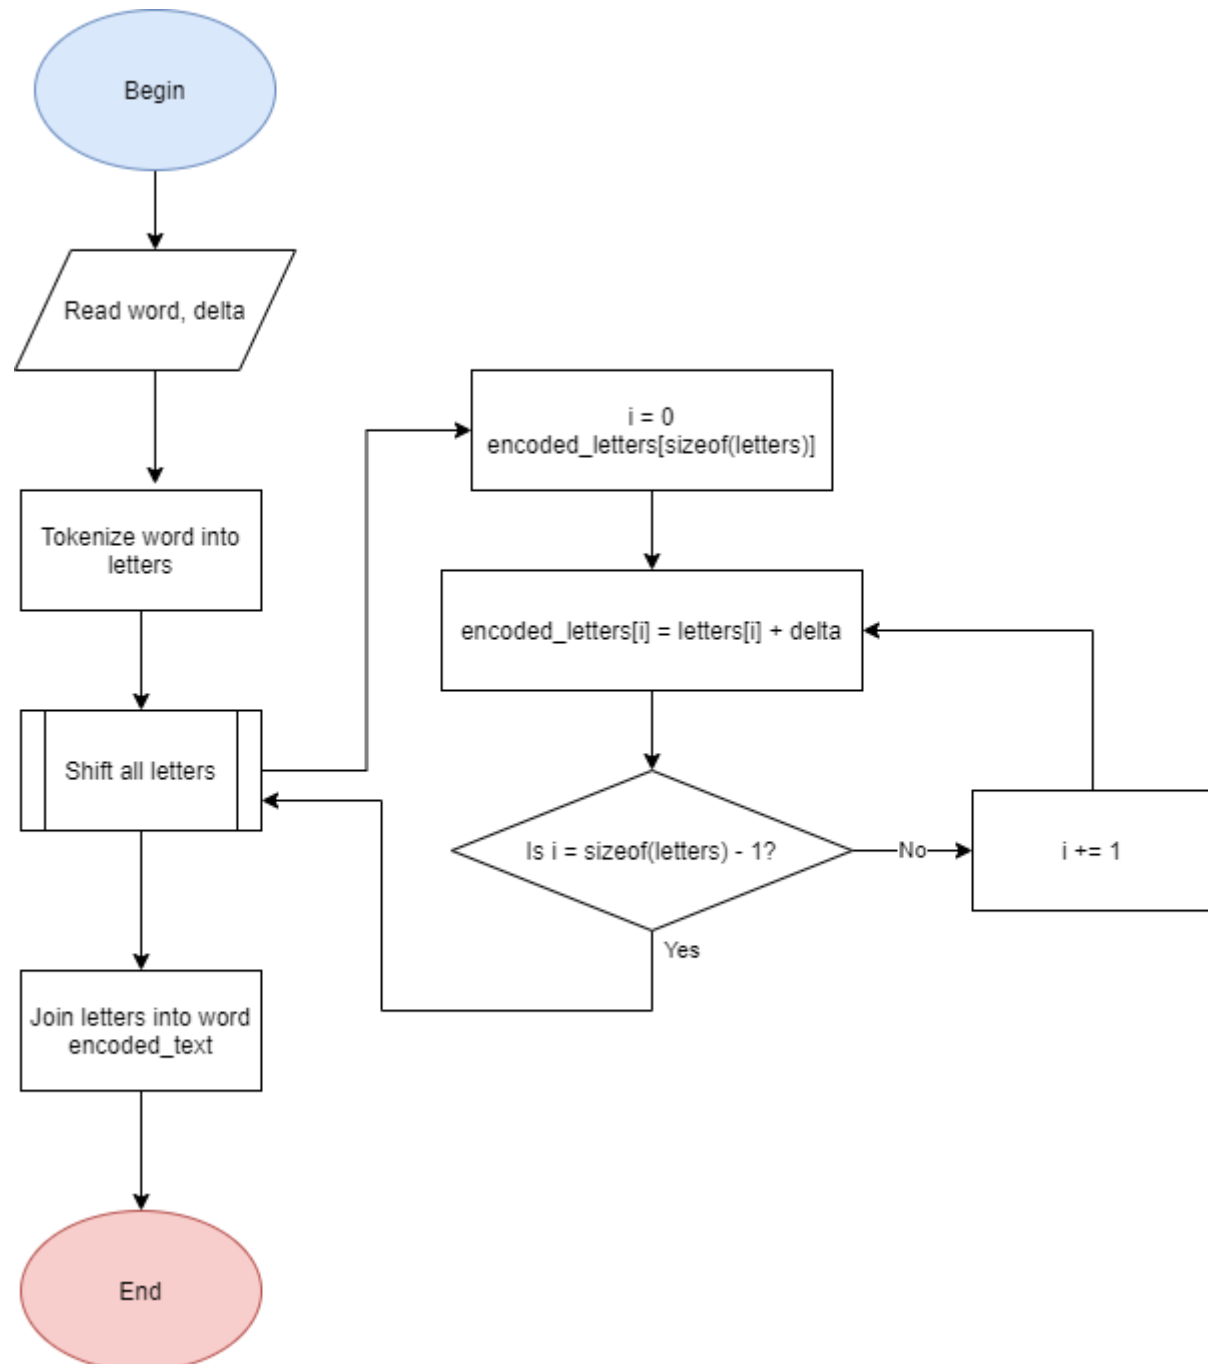 Begin
Read word, delta
Tokenize word into
letters
Shift all letters
Join letters into word
encoded_text
End
i = 0
encoded_letters[sizeof(letters)]
encoded_letters[i] = letters[i] + delta
Is i = sizeof(letters) - 1?
No
i += 1
Yes